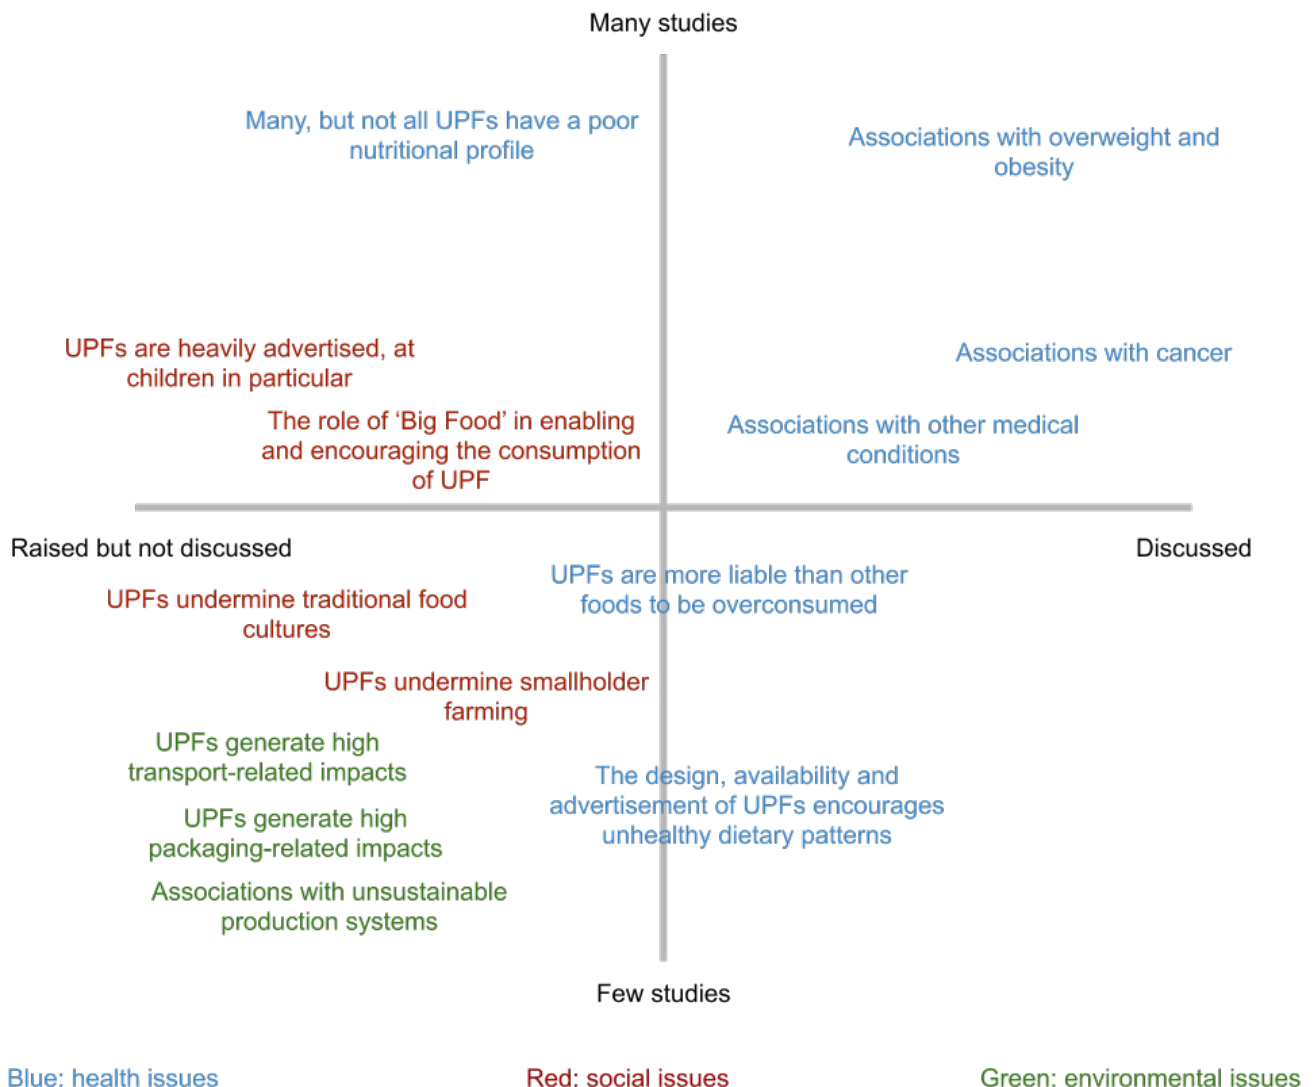 Many studies
Many, but not all UPFs have a poor
nutritional profile
Associations with overweight and
obesity
UPFs are heavily advertised, at
children in particular
Associations with cancer
The role of ‘Big Food’ in enabling
and encouraging the consumption
of UPF
Associations with other medical
conditions
Raised but not discussed
Discussed
UPFs are more liable than other
foods to be overconsumed
UPFs undermine traditional food
cultures
UPFs undermine smallholder
farming
UPFs generate high
transport-related impacts
The design, availability and
advertisement of UPFs encourages
unhealthy dietary patterns
UPFs generate high
packaging-related impacts
Associations with unsustainable
production systems
Few studies
Blue: health issues
Red: social issues
Green: environmental issues